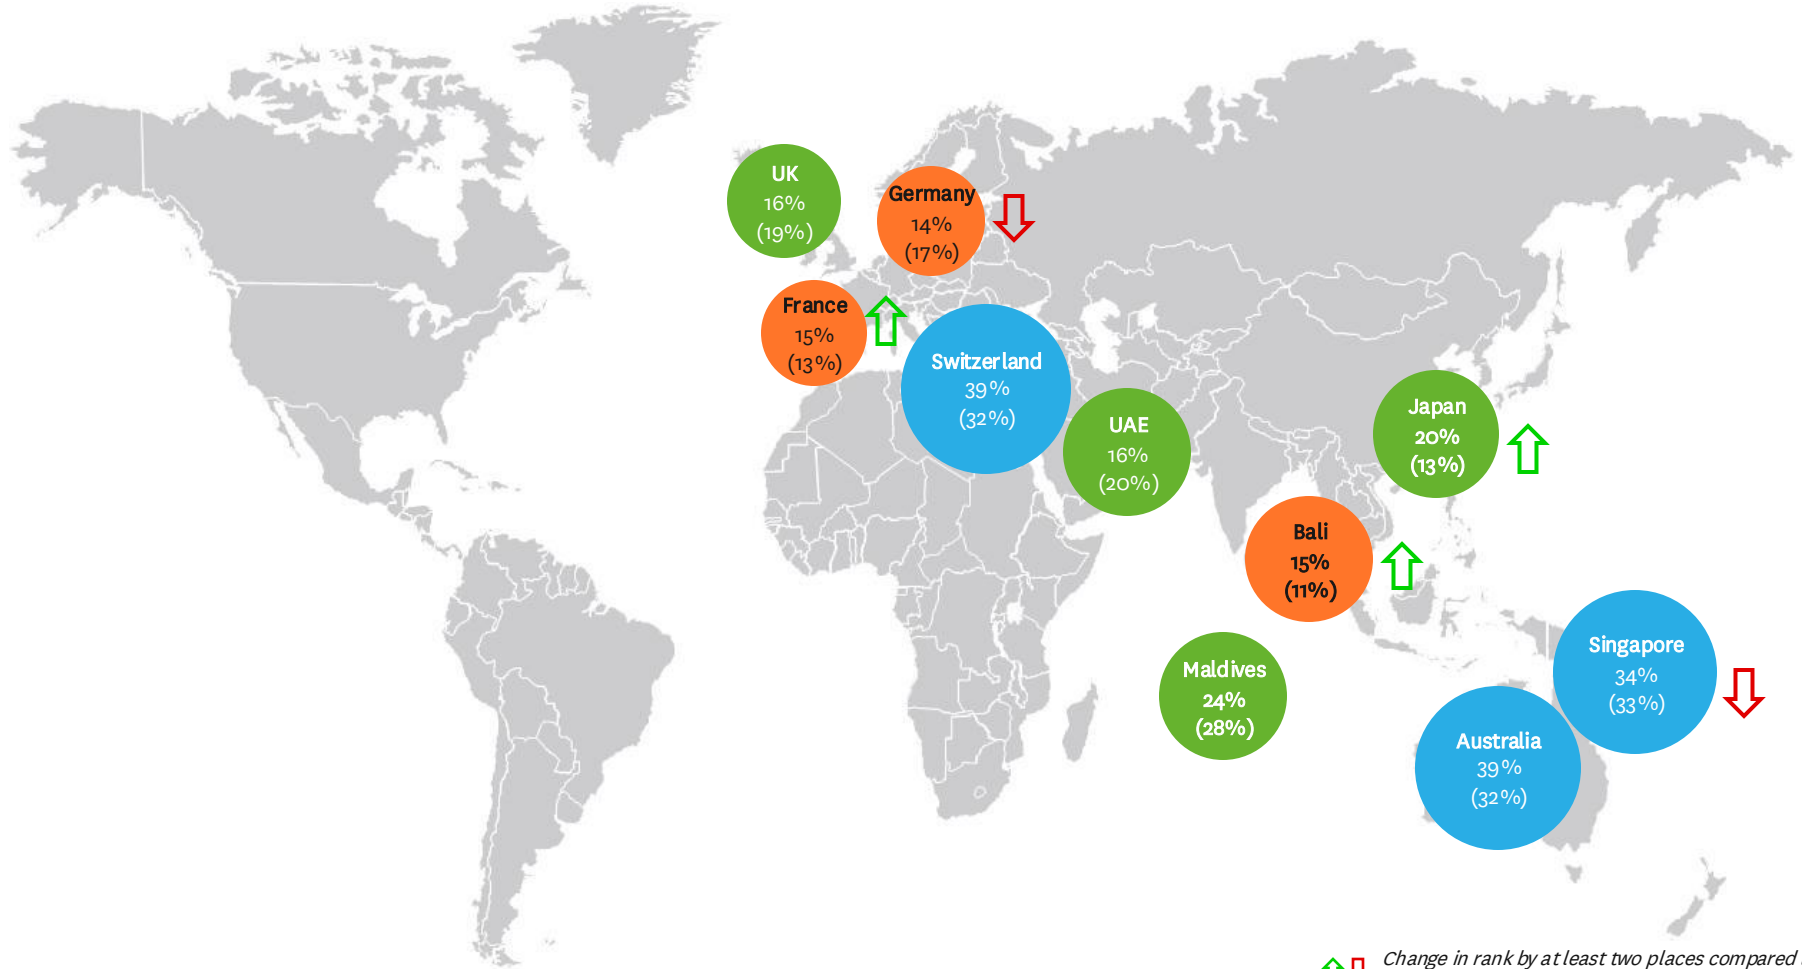 UK
16%
(19%)
Germany
14%
(17%)
France
15%
(13%)
Switzerland
39%
(32%)
UAE
16%
(20%)
Japan
20%
(13%)
Bali
15%
(11%)
Maldives
24%
(28%)
Singapore
34%
(33%)
Australia
39%
(32%)
Change in rank by at least two places compared